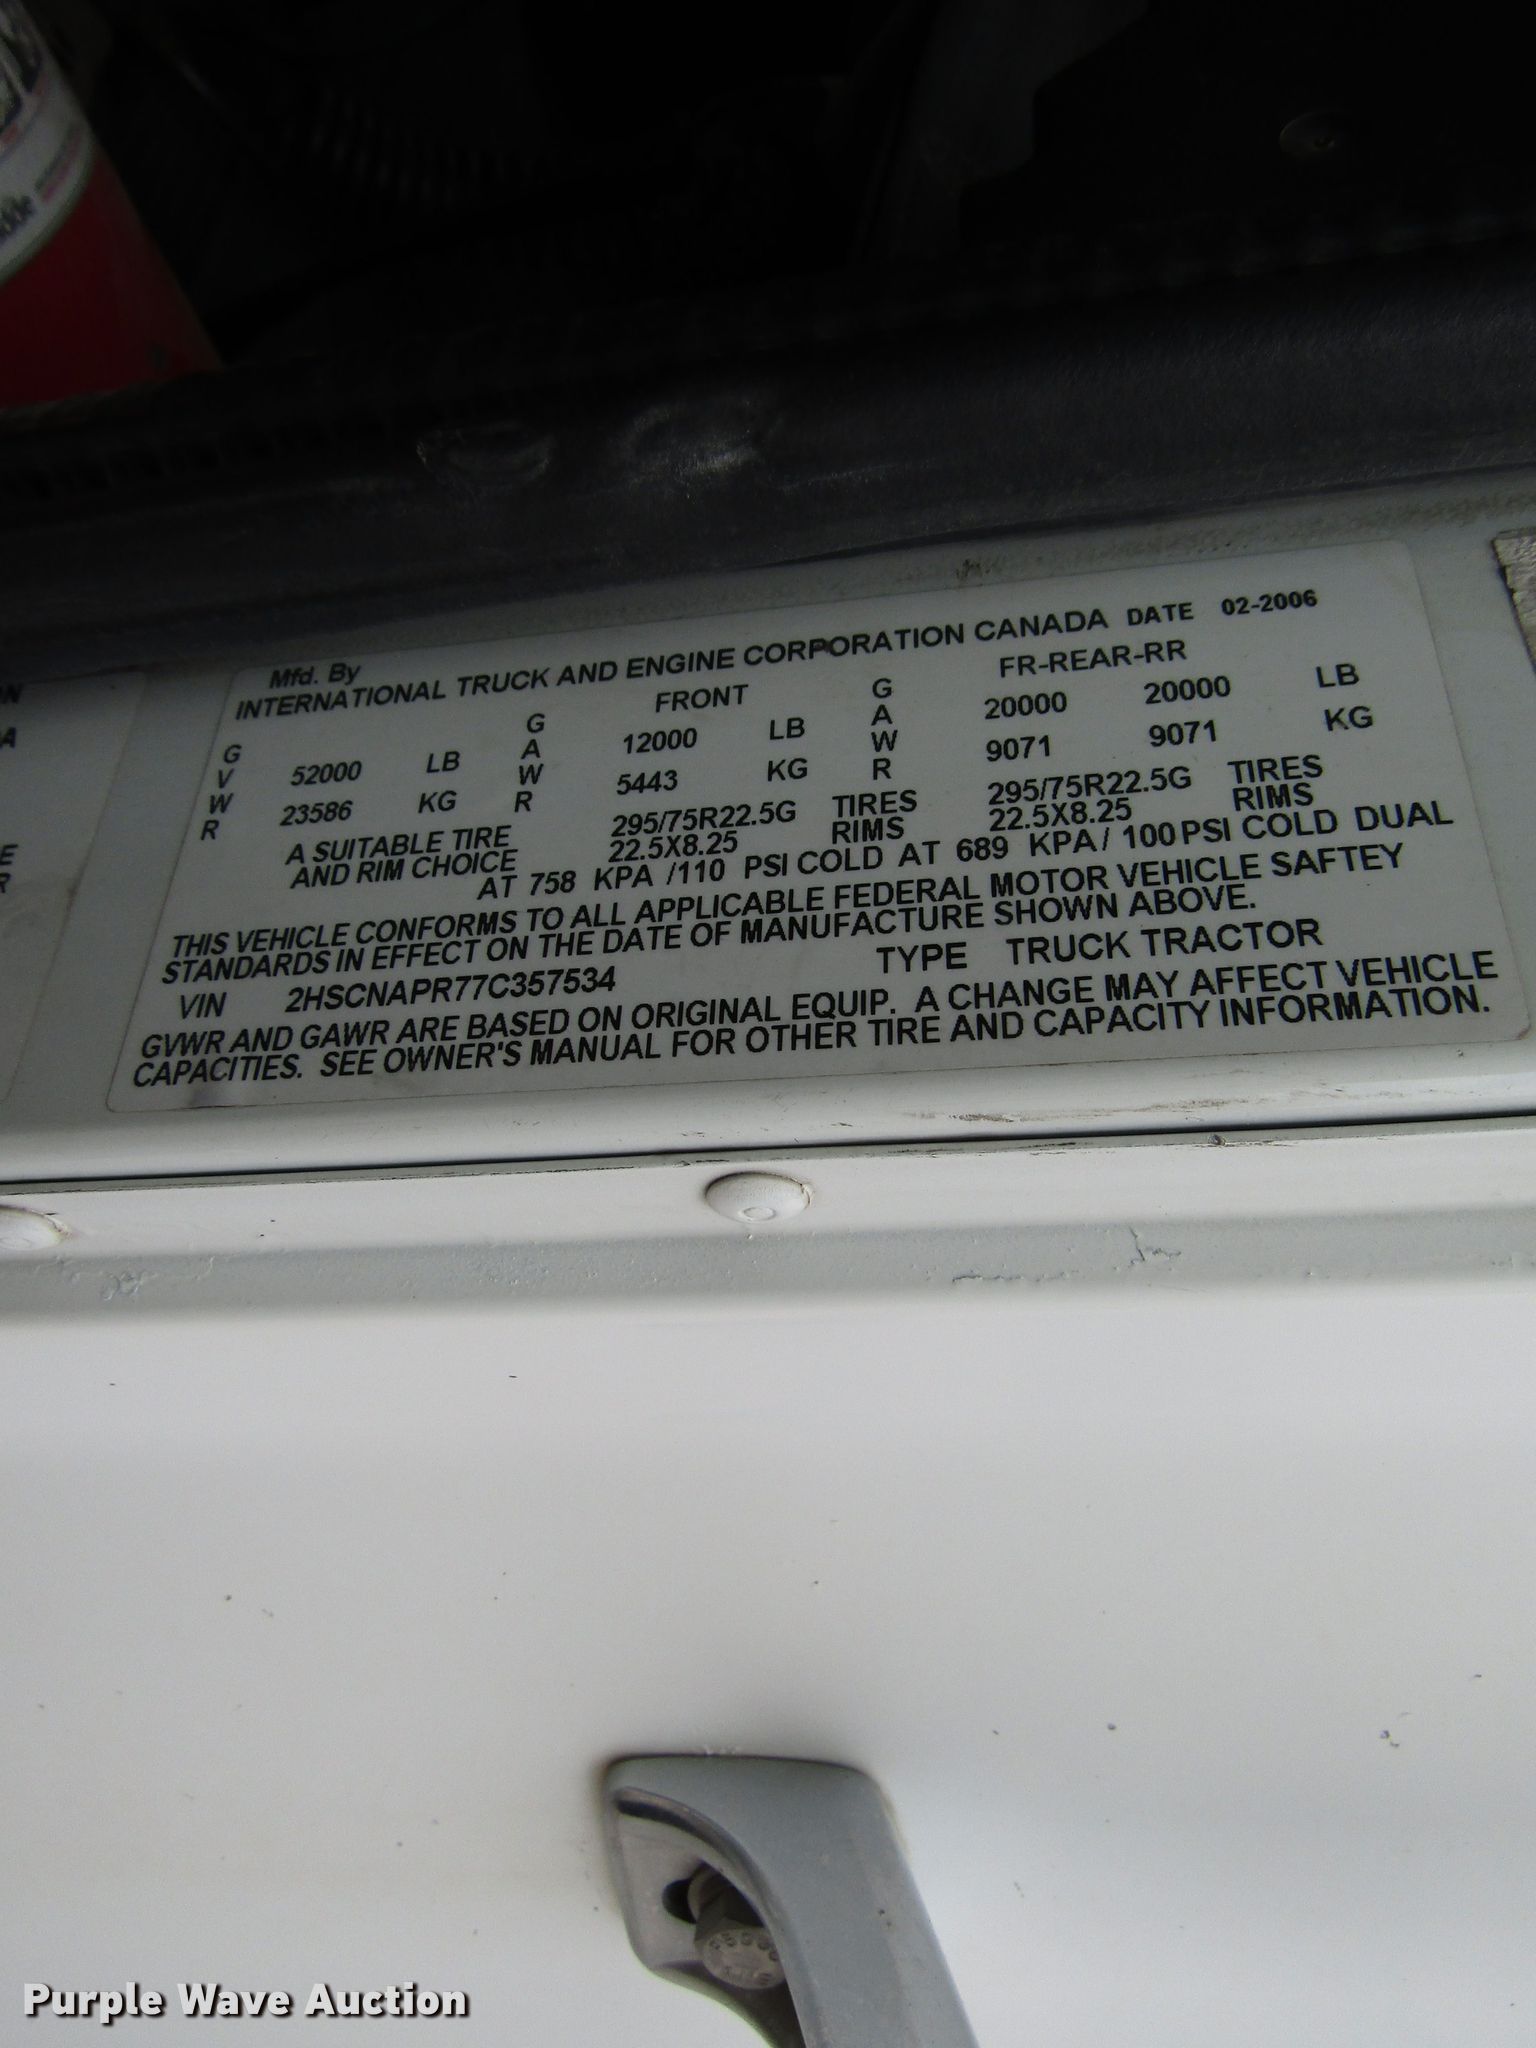 Mfd. By
INTERNATIONAL TRUCK AND ENGINE CORPORATION CANADA DATE 02-2006
GVWR 52000 LB GAWR FRONT 12000 LB GAWR FR-REAR-RR 20000 20000 LB
23586 KG 5443 KG 9071 9071 KG
A SUITABLE TIRE 295/75R22.5G TIRES 295/75R22.5G TIRES
AND RIM CHOICE 22.5X8.25 RIMS 22.5X8.25 RIMS
AT 758 KPA /110 PSI COLD AT 689 KPA/ 100 PSI COLD DUAL
THIS VEHICLE CONFORMS TO ALL APPLICABLE FEDERAL MOTOR VEHICLE SAFTEY
STANDARDS IN EFFECT ON THE DATE OF MANUFACTURE SHOWN ABOVE.
VIN 2HSCNAPR77C357534 TYPE TRUCK TRACTOR
GVWR AND GAWR ARE BASED ON ORIGINAL EQUIP. A CHANGE MAY AFFECT VEHICLE
CAPACITIES. SEE OWNER'S MANUAL FOR OTHER TIRE AND CAPACITY INFORMATION.
Purple Wave Auction